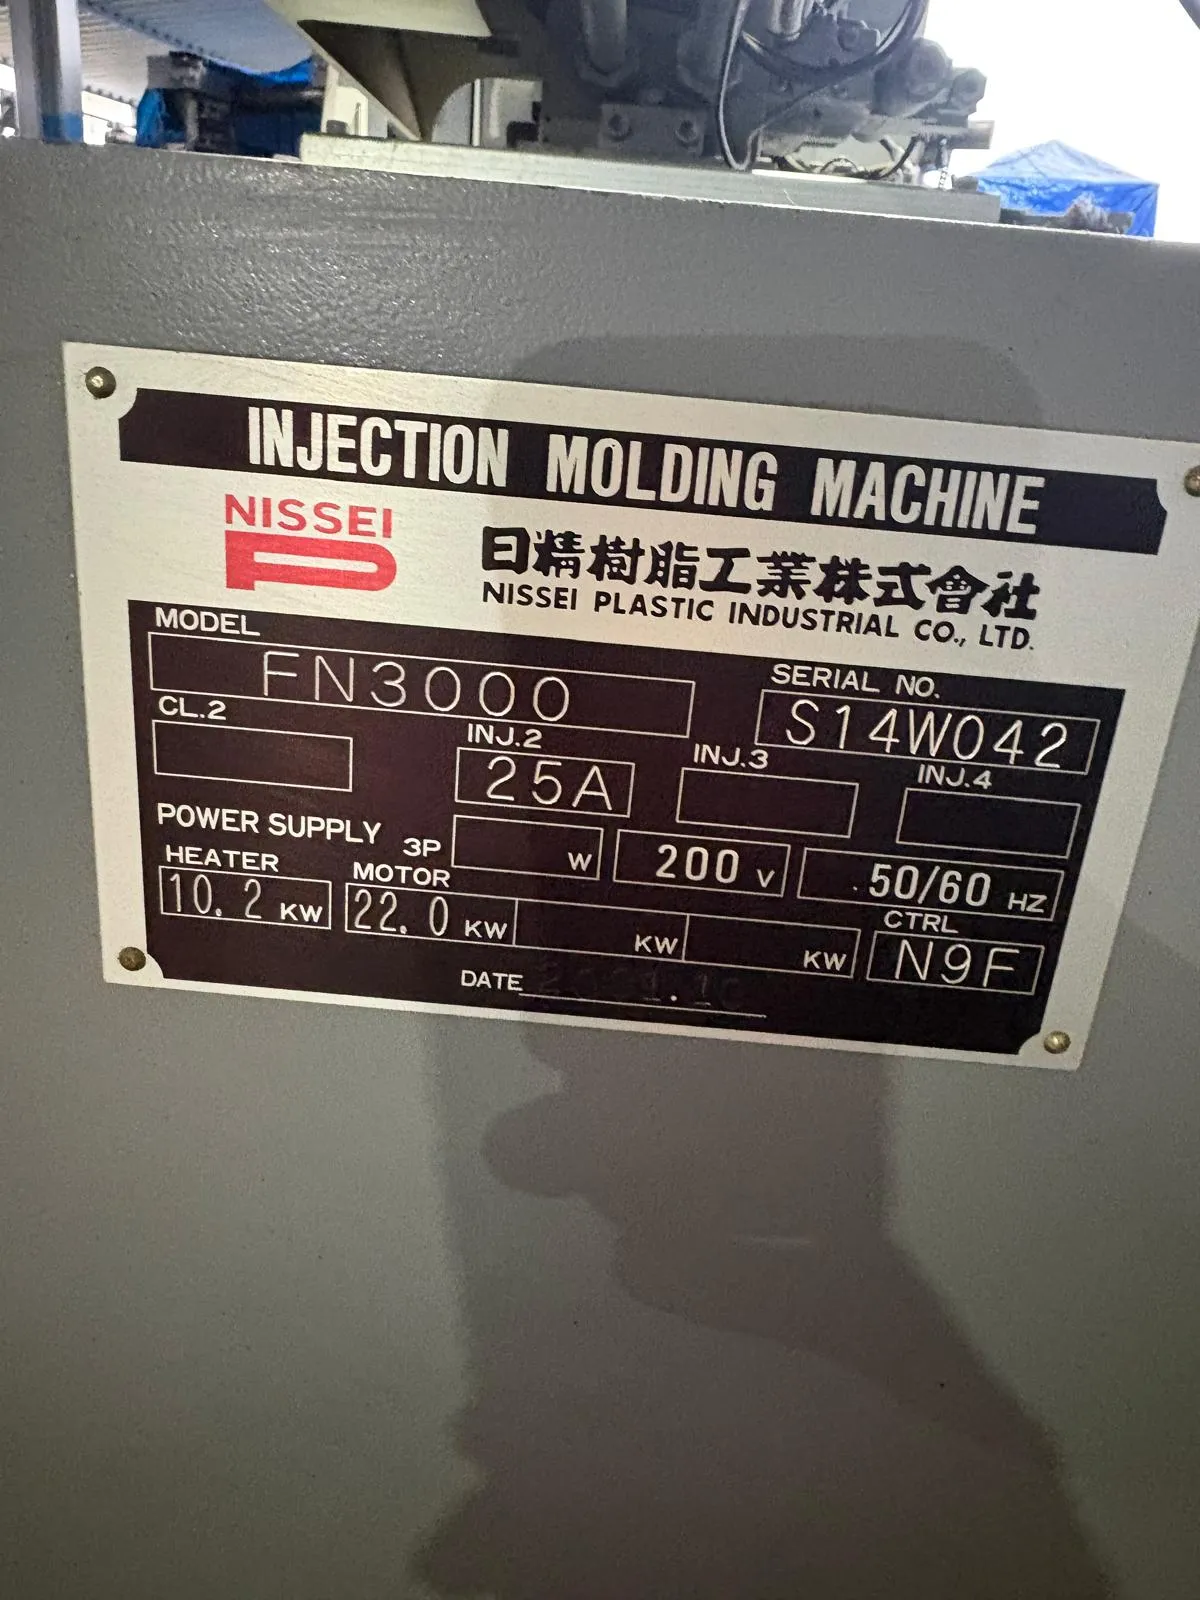 INJECTION MOLDING MACHINE
NISSEI
日精樹脂工業株式會社
NISSEI PLASTIC INDUSTRIAL CO., LTD.
MODEL
FN3000
SERIAL NO.
S14W042
CL.2
INJ.2
25A
INJ.3
INJ.4
POWER SUPPLY 3P W 200 V 50/60 HZ
HEATER
10.2 KW
MOTOR
22.0 KW KW KW
CTRL
N9F
DATE